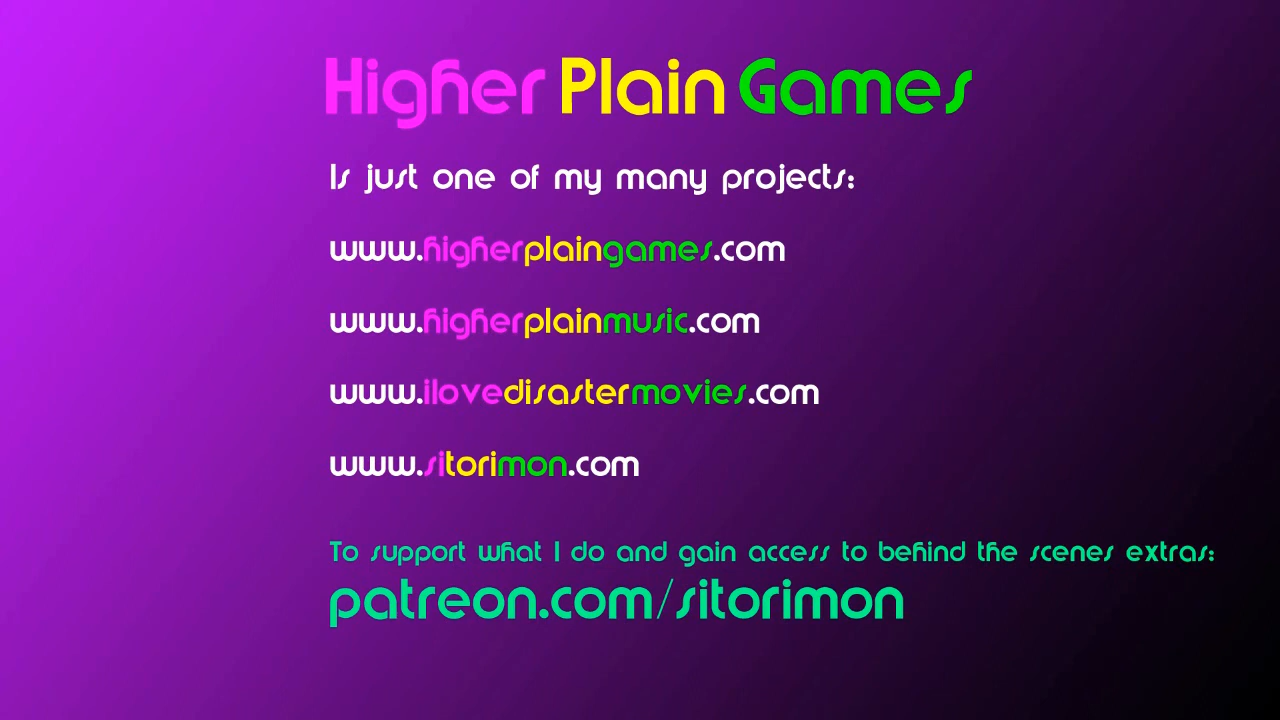 Higher Plain Games
Is just one of my many projects:
www.higherplaingames.com
www.higherplainmusic.com
www.ilovedisastermovies.com
www.sitorimon.com
To support what I do and gain access to behind the scenes extras:
patreon.com/sitorimon